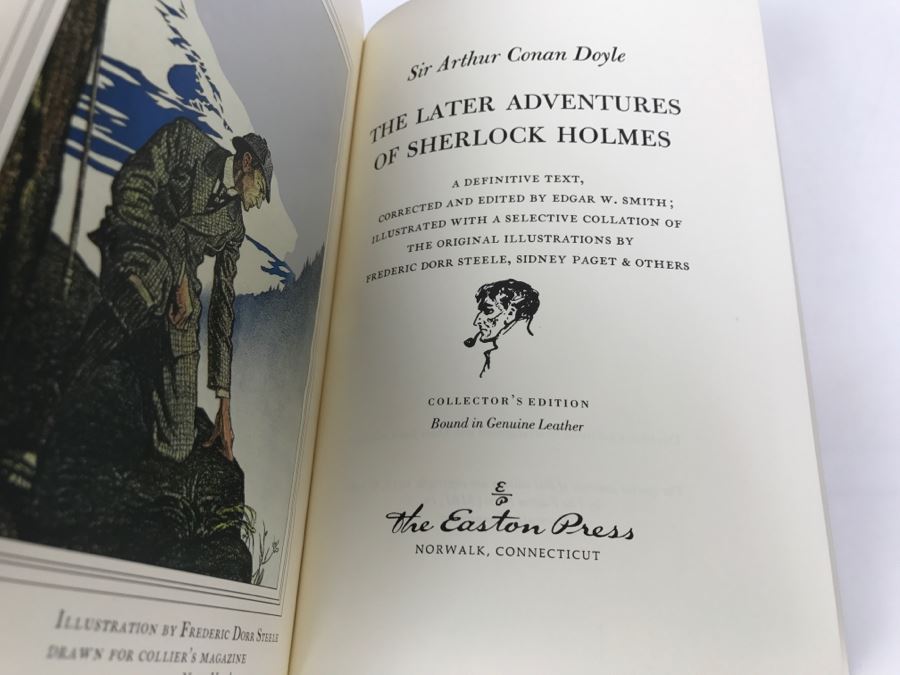 Sir Arthur Conan Doyle
THE LATER ADVENTURES
OF SHERLOCK HOLMES
A DEFINITIVE TEXT,
CORRECTED AND EDITED BY EDGAR W. SMITH;
ILLUSTRATED WITH A SELECTIVE COLLATION OF
THE ORIGINAL ILLUSTRATIONS BY
FREDERIC DORR STEELE, SIDNEY PAGET & OTHERS
COLLECTOR'S EDITION
Bound in Genuine Leather
E
P
the Easton Press
NORWALK, CONNECTICUT
ILLUSTRATION BY FREDERIC DORR STEELE
DRAWN FOR COLLIER'S MAGAZINE